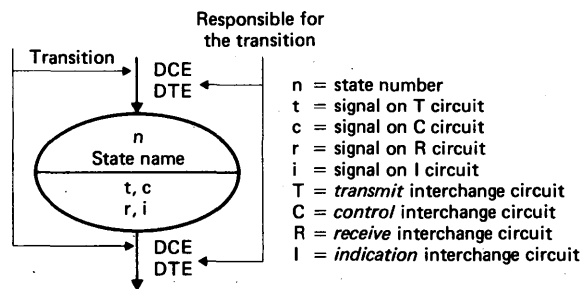 Responsible for
the transition
Transition
DCE
DTE
n
State name
t, c
r, i
DCE
DTE
n = state number
t = signal on T circuit
c = signal on C circuit
r = signal on R circuit
i = signal on I circuit
T = transmit interchange circuit
C = control interchange circuit
R = receive interchange circuit
I = indication interchange circuit